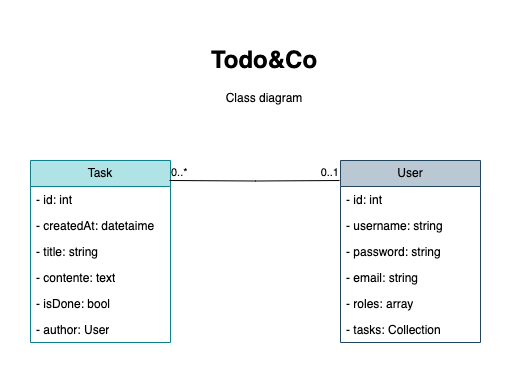 Todo&Co
Class diagram
Task
0..*
0..1
User
- id: int
- createdAt: datetaime
- title: string
- contente: text
- isDone: bool
- author: User
- id: int
- username: string
- password: string
- email: string
- roles: array
- tasks: Collection